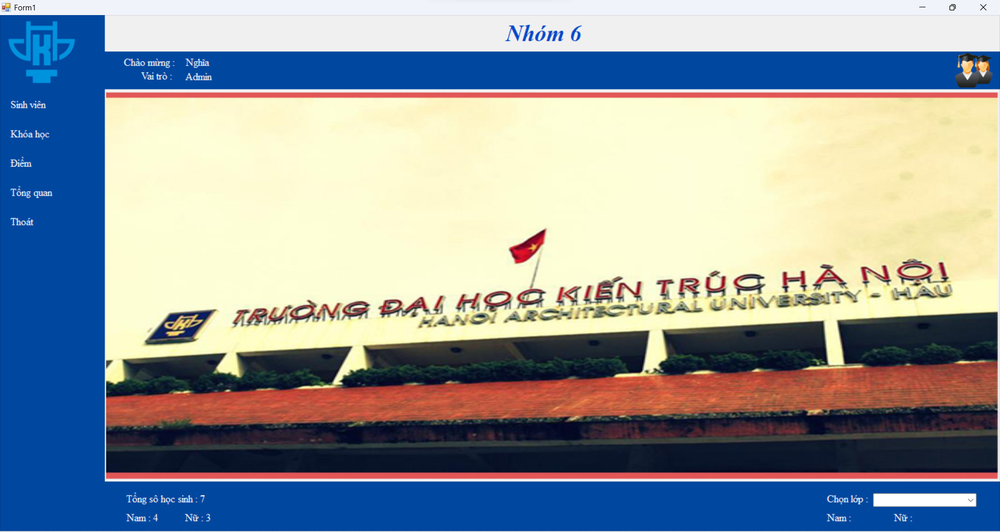 Form1
Nhóm 6
Chào mừng : Nghĩa
Vai trò : Admin
Sinh viên
Khóa học
Điểm
Tổng quan
Thoát
TRƯỜNG ĐẠI HỌC KIẾN TRÚC HÀ NỘI
HANOI ARCHITECTURAL UNIVERSITY - HAU
Tổng sô học sinh : 7
Nam : 4 Nữ : 3
Chọn lớp :
Nam : Nữ :